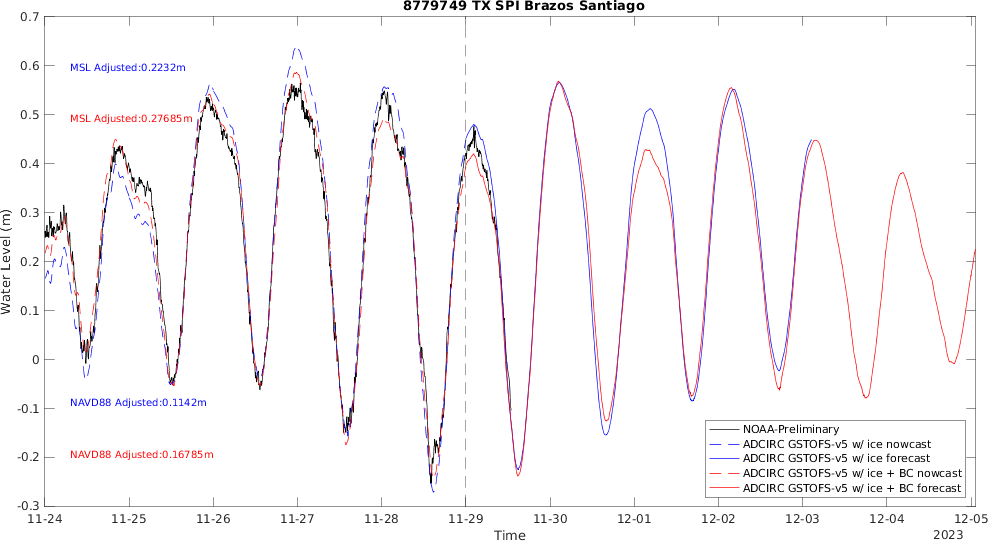 8779749 TX SPI Brazos Santiago
0.7
0.6
0.5
0.4
0.3
0.2
0.1
0
-0.1
-0.2
-0.3
Water Level (m)
MSL Adjusted:0.2232m
MSL Adjusted:0.27685m
NAVD88 Adjusted:0.1142m
NAVD88 Adjusted:0.16785m
NOAA-Preliminary
ADCIRC GSTOFS-v5 w/ ice nowcast
ADCIRC GSTOFS-v5 w/ ice forecast
ADCIRC GSTOFS-v5 w/ ice + BC nowcast
ADCIRC GSTOFS-v5 w/ ice + BC forecast
11-24 11-25 11-26 11-27 11-28 11-29 11-30 12-01 12-02 12-03 12-04 12-05
Time
2023